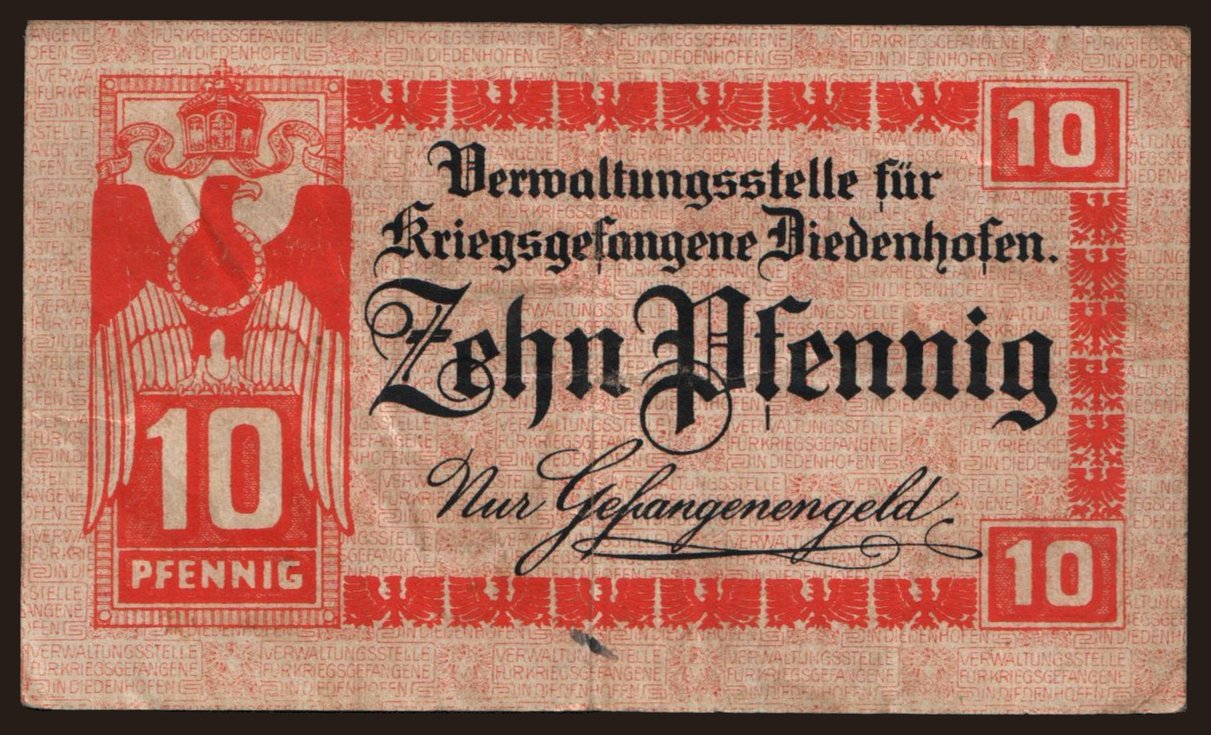 10
Verwaltungsstelle für
Kriegsgefangene Diedenhofen.
Zehn Pfennig
Nur Gefangenengeld
10
PFENNIG
10
VERWALTUNGSSTELLE
FÜR KRIEGSGEFANGENE
IN DIEDENHOFEN